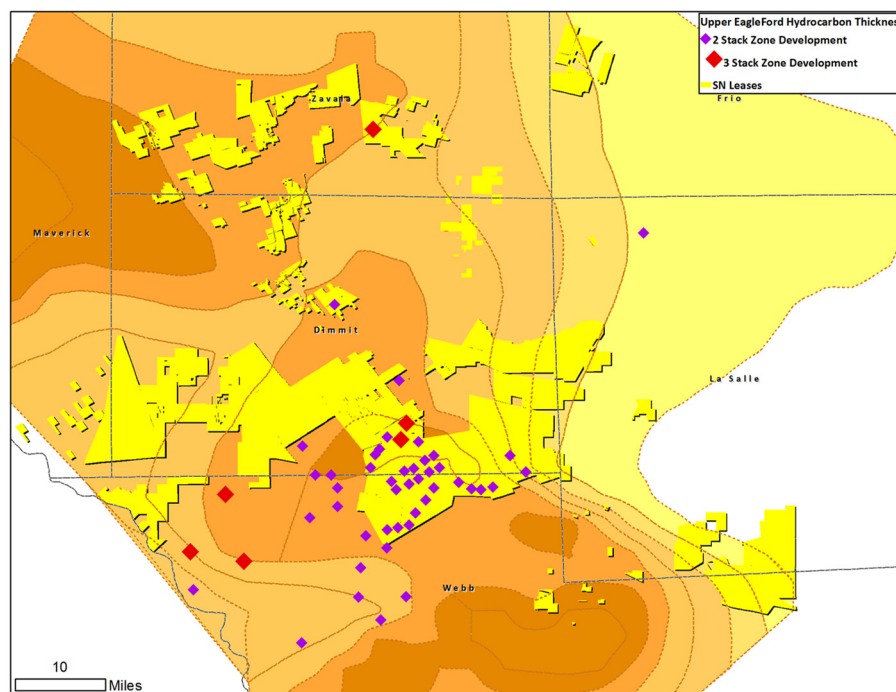 Upper EagleFord Hydrocarbon Thicknes
2 Stack Zone Development
3 Stack Zone Development
SN Leases
Zavala
Frio
Maverick
Dimmit
La Salle
Webb
10
Miles